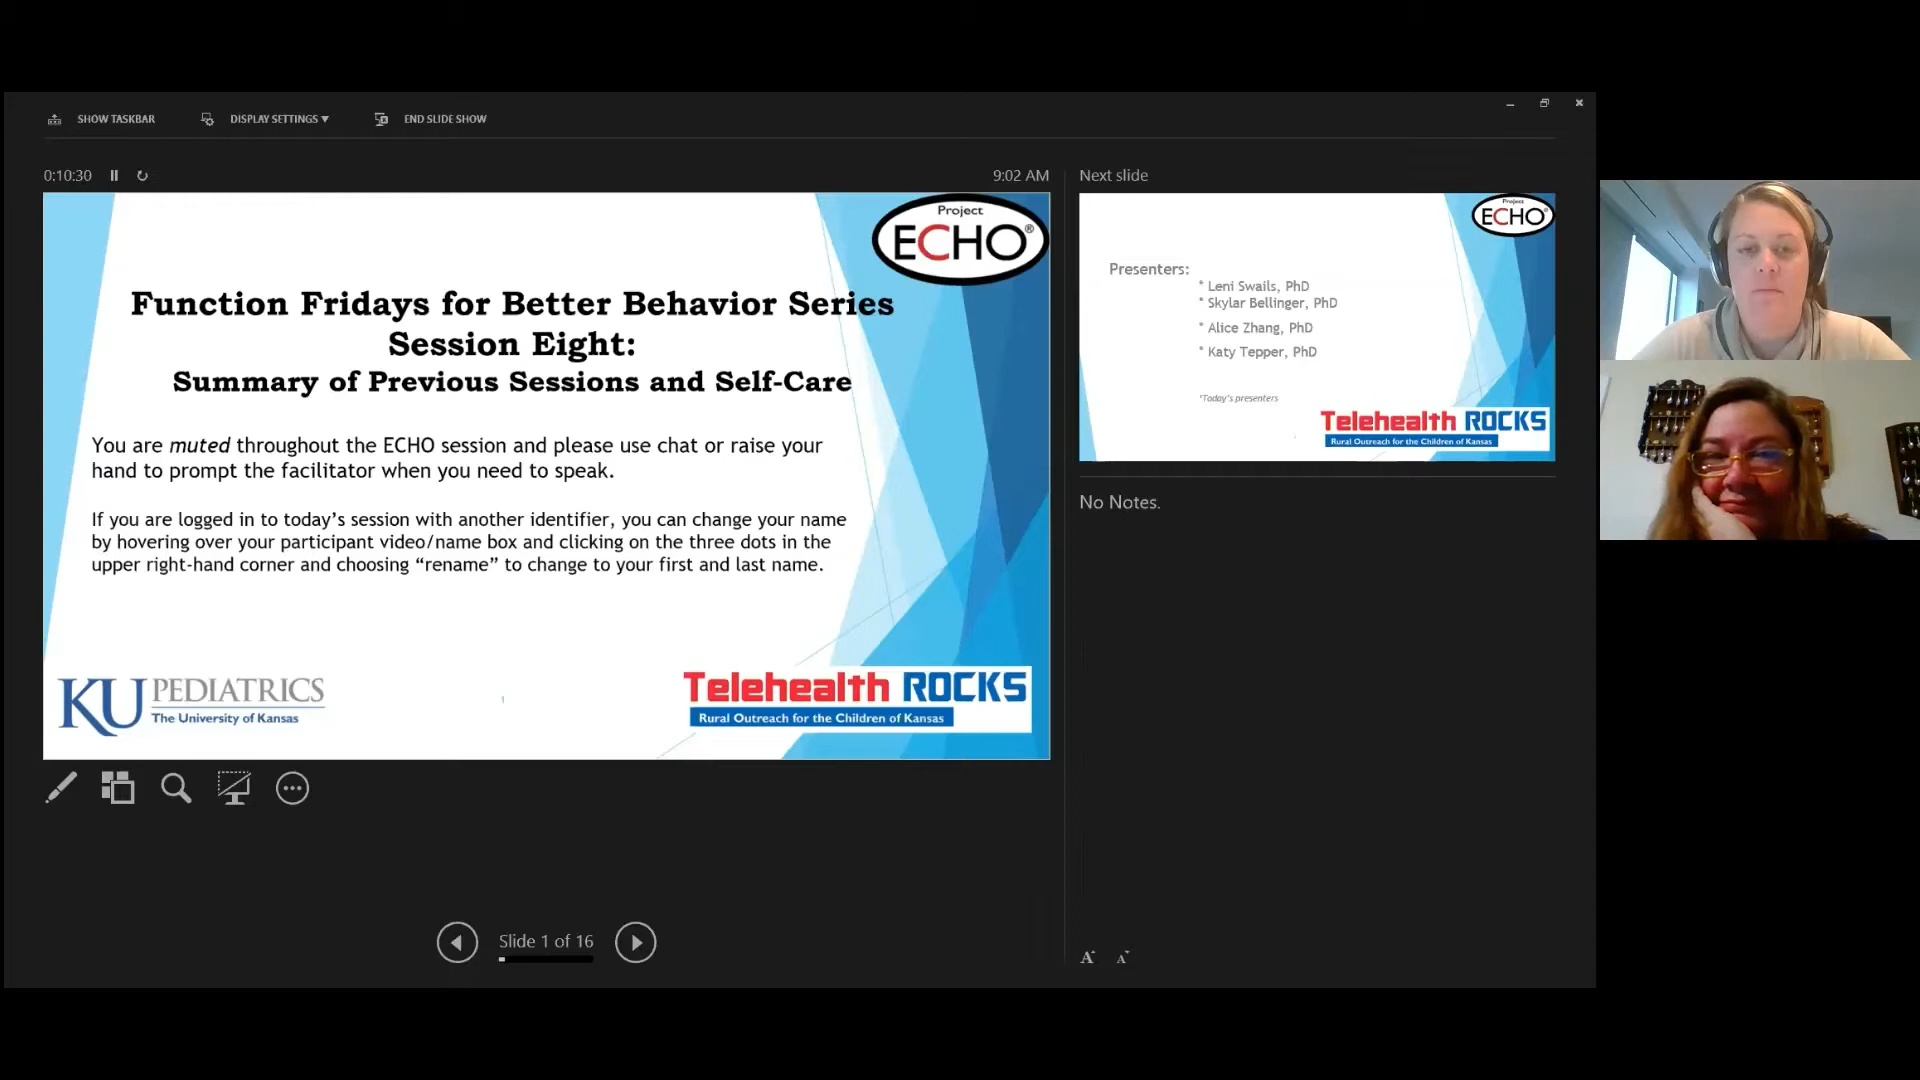 SHOW TASKBAR
DISPLAY SETTINGS ▼
END SLIDE SHOW
0:10:30
9:02 AM
Project
ECHO®
Function Fridays for Better Behavior Series
Session Eight:
Summary of Previous Sessions and Self-Care
You are muted throughout the ECHO session and please use chat or raise your
hand to prompt the facilitator when you need to speak.
If you are logged in to today’s session with another identifier, you can change your name
by hovering over your participant video/name box and clicking on the three dots in the
upper right-hand corner and choosing “rename” to change to your first and last name.
KU PEDIATRICS
The University of Kansas
1
Telehealth ROCKS
Rural Outreach for the Children of Kansas
Slide 1 of 16
Next slide
Project
ECHO®
Presenters:
* Leni Swails, PhD
* Skylar Bellinger, PhD
* Alice Zhang, PhD
* Katy Tepper, PhD
*Today's presenters
Telehealth ROCKS
Rural Outreach for the Children of Kansas
No Notes.
A A